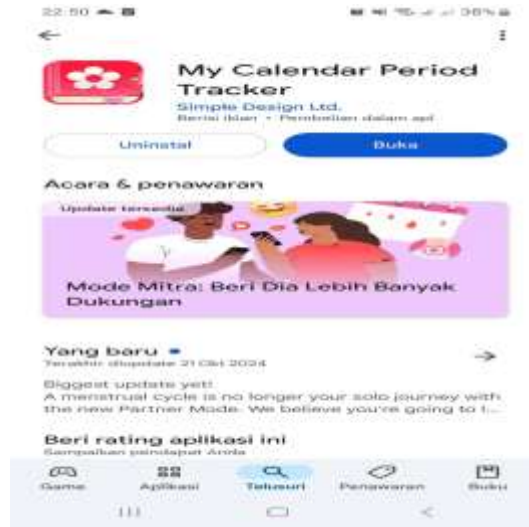 22:50
38%
My Calendar Period
Tracker
Simple Design Ltd.
Berisi iklan • Pembelian dalam apl
Uninstal
Buka
Acara & penawaran
Update tersedia
Mode Mitra: Beri Dia Lebih Banyak
Dukungan
Yang baru
Terakhir diupdate 21 Okt 2024
Biggest update yet!
A menstrual cycle is no longer your solo journey with
the new Partner Mode. We believe you're going to l...
Beri rating aplikasi ini
Sampaikan pendapat Anda
Game
Aplikasi
Telusuri
Penawaran
Buku